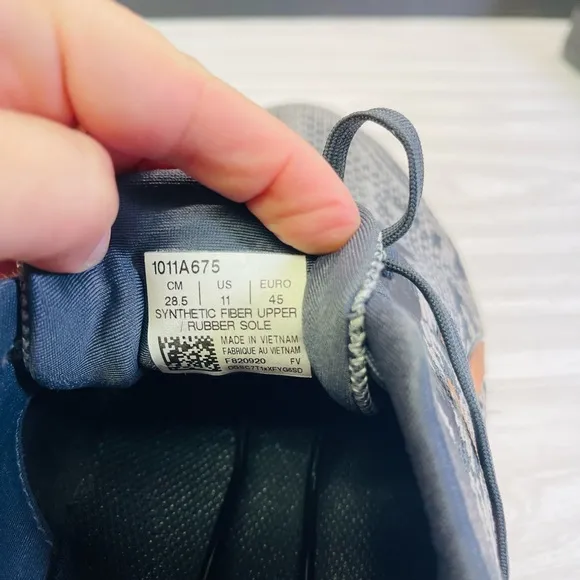 1011A675
CM US EURO
28.5 11 45
SYNTHETIC FIBER UPPER
/ RUBBER SOLE
MADE IN VIETNAM
FABRIQUE AU VIETNAM
F820920 FV